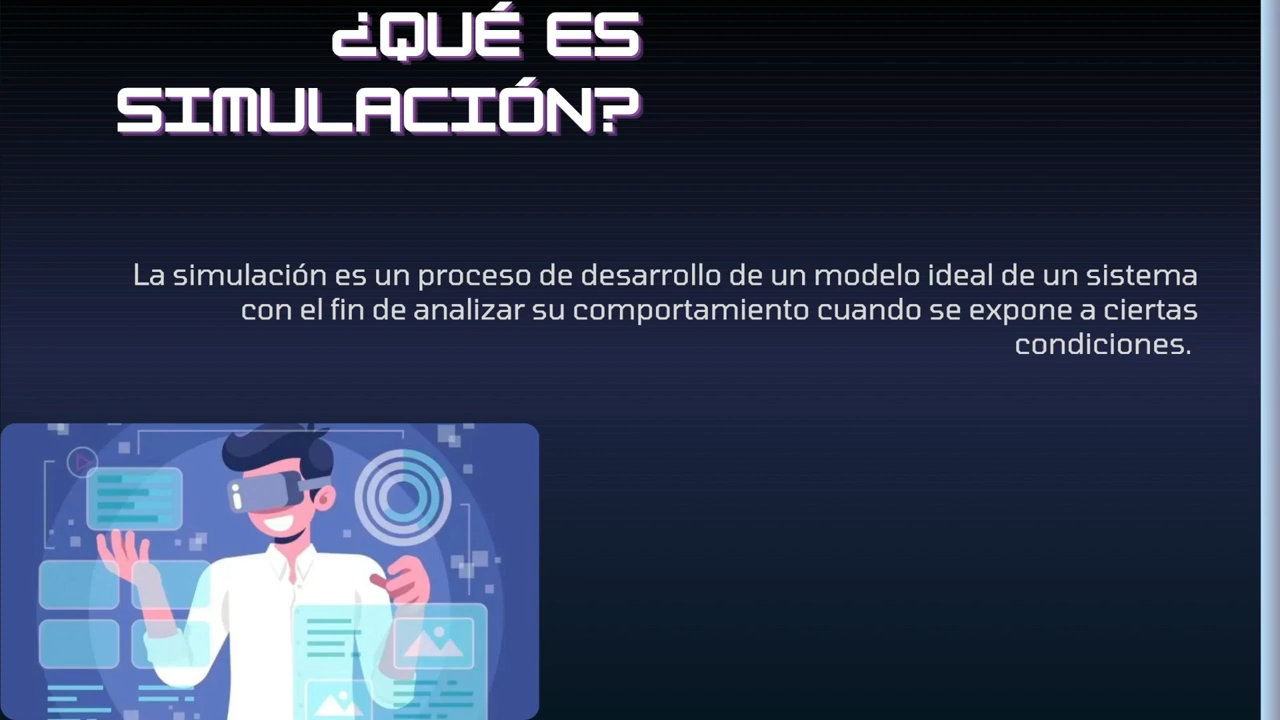 ¿QUÉ ES
SIMULACIÓN?
La simulación es un proceso de desarrollo de un modelo ideal de un sistema
con el fin de analizar su comportamiento cuando se expone a ciertas
condiciones.